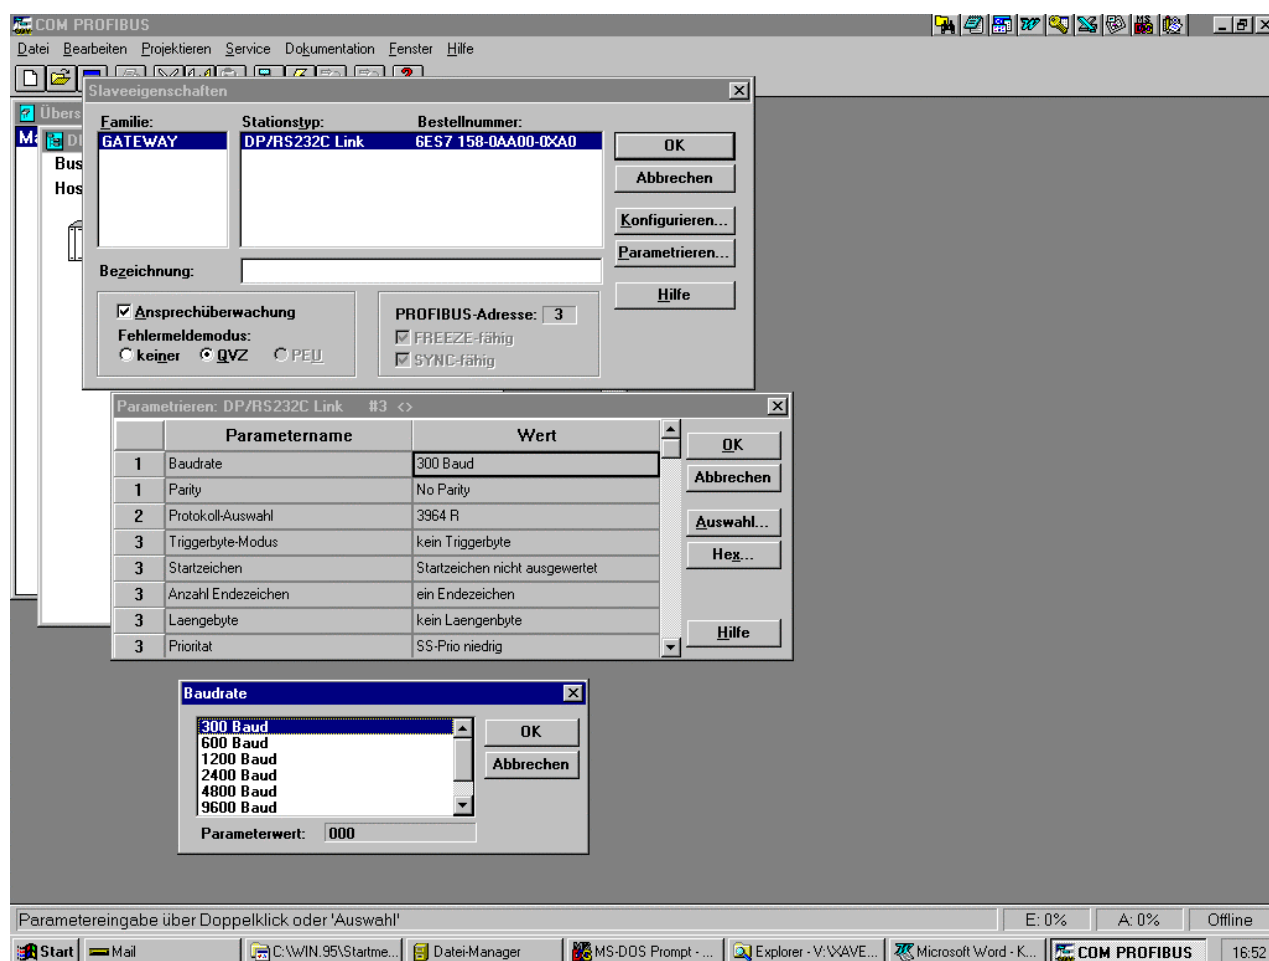 COM PROFIBUS
Datei Bearbeiten Projektieren Service Dokumentation Fenster Hilfe
Slaveeigenschaften
Übers
Ma
DI
Bus
Hos
Familie: Stationstyp: Bestellnummer:
GATEWAY DP/RS232C Link 6ES7 158-0AA00-0XA0
OK
Abbrechen
Konfigurieren...
Parametrieren...
Hilfe
Bezeichnung:
Ansprechüberwachung
Fehlermeldemodus:
keiner QVZ PEU
PROFIBUS-Adresse: 3
FREEZE-fähig
SYNC-fähig
Parametrieren: DP/RS232C Link #3 <>
Parametername Wert
1 Baudrate 300 Baud
1 Parity No Parity
2 Protokoll-Auswahl 3964 R
3 Triggerbyte-Modus kein Triggerbyte
3 Startzeichen Startzeichen nicht ausgewertet
3 Anzahl Endezeichen ein Endezeichen
3 Laengebyte kein Laengenbyte
3 Prioritat SS-Prio niedrig
OK
Abbrechen
Auswahl...
Hex...
Hilfe
Baudrate
300 Baud
600 Baud
1200 Baud
2400 Baud
4800 Baud
9600 Baud
OK
Abbrechen
Parameterwert: 000
Parametereingabe über Doppelklick oder 'Auswahl' E: 0% A: 0% Offline
Start Mail C:\WIN.95\Startme... Datei-Manager MS-DOS Prompt - ... Explorer - V:\XAVE... Microsoft Word - K... COM PROFIBUS 16:52